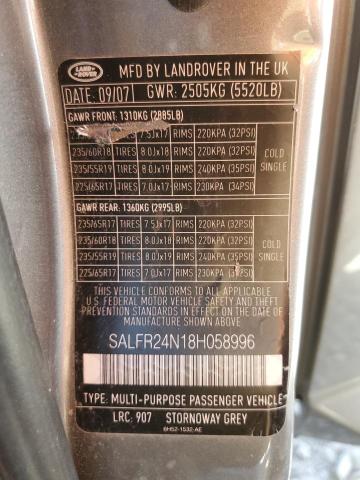 LAND ROVER
MFD BY LANDROVER IN THE UK
DATE: 09/07 GWR: 2505KG (5520LB)
GAWR FRONT: 1310KG (2885LB)
235/65R17 TIRES 7.5Jx17 RIMS 220KPA (32PSI)
235/60R18 TIRES 8.0Jx18 RIMS 220KPA (32PSI) COLD
235/55R19 TIRES 8.0Jx19 RIMS 240KPA (35PSI) SINGLE
225/65R17 TIRES 7.0Jx17 RIMS 230KPA (34PSI)
GAWR REAR: 1360KG (2995LB)
235/65R17 TIRES 7.5Jx17 RIMS 220KPA (32PSI)
235/60R18 TIRES 8.0Jx18 RIMS 220KPA (32PSI) COLD
235/55R19 TIRES 8.0Jx19 RIMS 240KPA (35PSI) SINGLE
225/65R17 TIRES 7.0Jx17 RIMS 230KPA
THIS VEHICLE CONFORMS TO ALL APPLICABLE
U.S. FEDERAL MOTOR VEHICLE SAFETY
STANDARDS IN EFFECT ON THE DATE OF
MANUFACTURE SHOWN ABOVE.
SALFR24N18H058996
TYPE: MULTI-PURPOSE PASSENGER VEHICLE
LRC: 907 STORNOWAY GREY
6H52-1532-AE